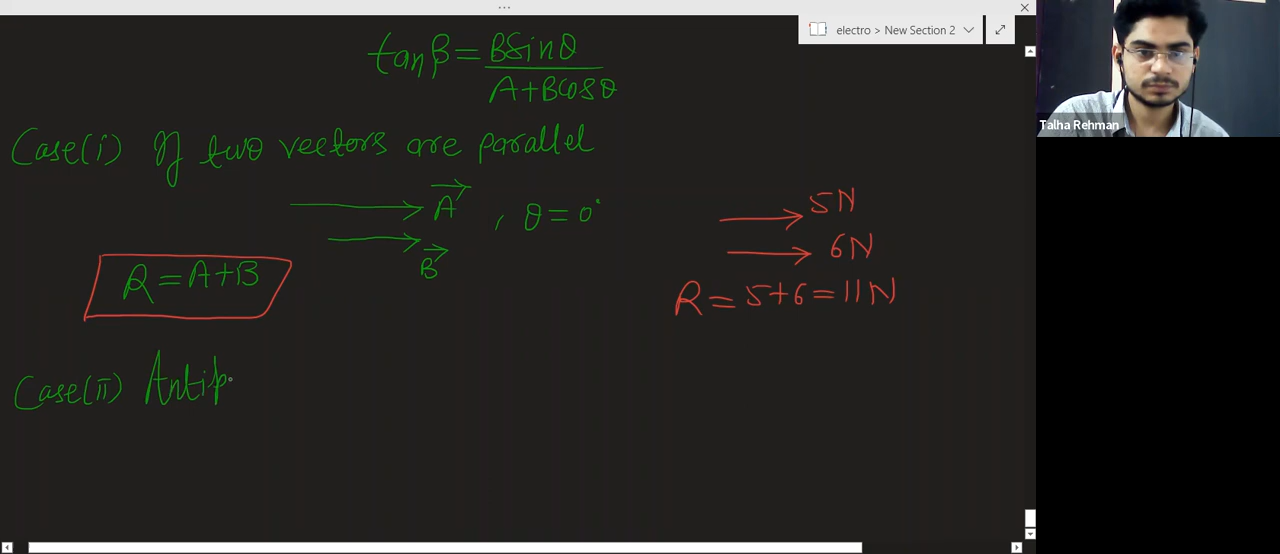 electro > New Section 2
tanβ = Bsinθ / A+Bcosθ
Talha Rehman
Case(i) If two vectors are parallel
A⃗ , θ = 0°
B⃗
R = A+B
5N
6N
R = 5+6 = 11N
Case(ii) Antip